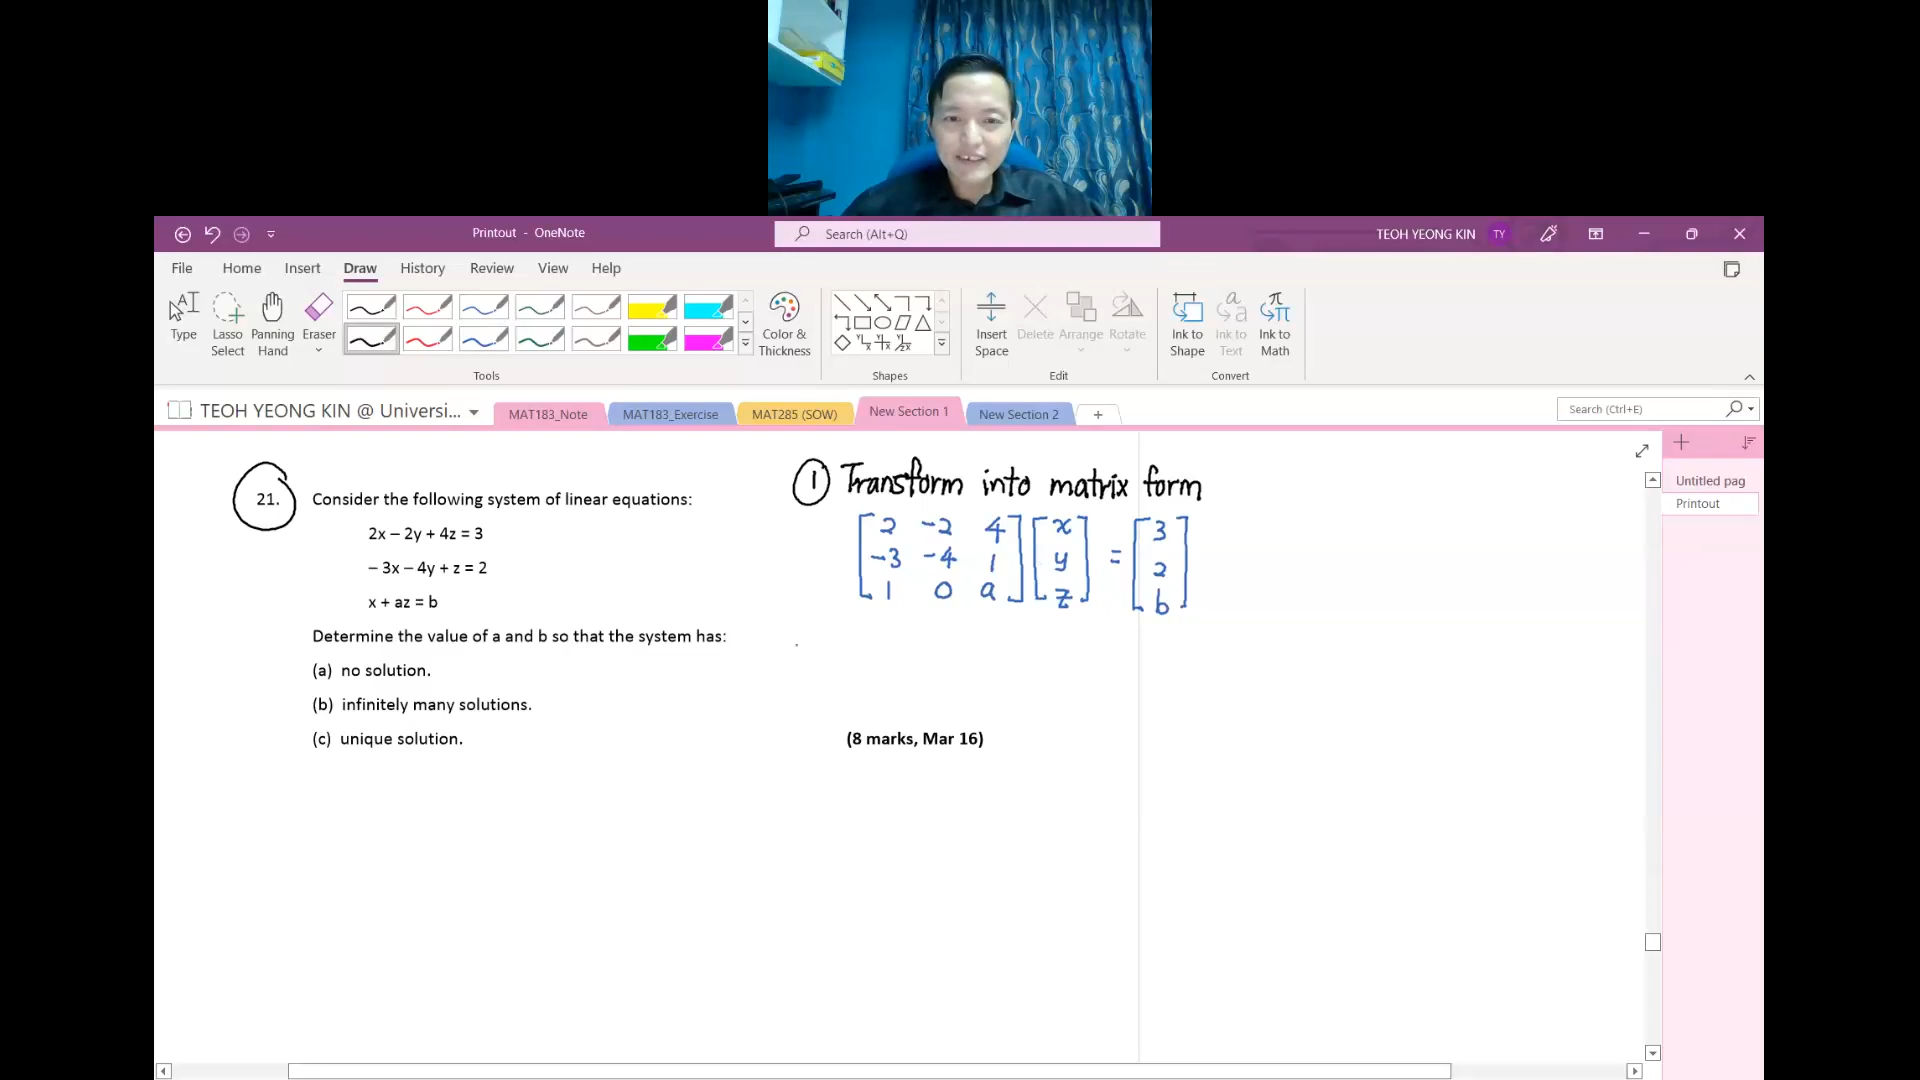 Printout - OneNote
Search (Alt+Q)
TEOH YEONG KIN TY
File Home Insert Draw History Review View Help
Type Lasso Select Panning Hand Eraser Color & Thickness Insert Space Delete Arrange Rotate Ink to Shape Ink to Text Ink to Math
Tools Shapes Edit Convert
TEOH YEONG KIN @ Universi... MAT183_Note MAT183_Exercise MAT285 (SOW) New Section 1 New Section 2 + Search (Ctrl+E)
Untitled pag
Printout
21. Consider the following system of linear equations:
2x – 2y + 4z = 3
– 3x – 4y + z = 2
x + az = b
Determine the value of a and b so that the system has:
(a) no solution.
(b) infinitely many solutions.
(c) unique solution.
(8 marks, Mar 16)
1 Transform into matrix form
[2 -2 4] [x] [3]
[-3 -4 1] [y] = [2]
[1 0 a] [z] [b]